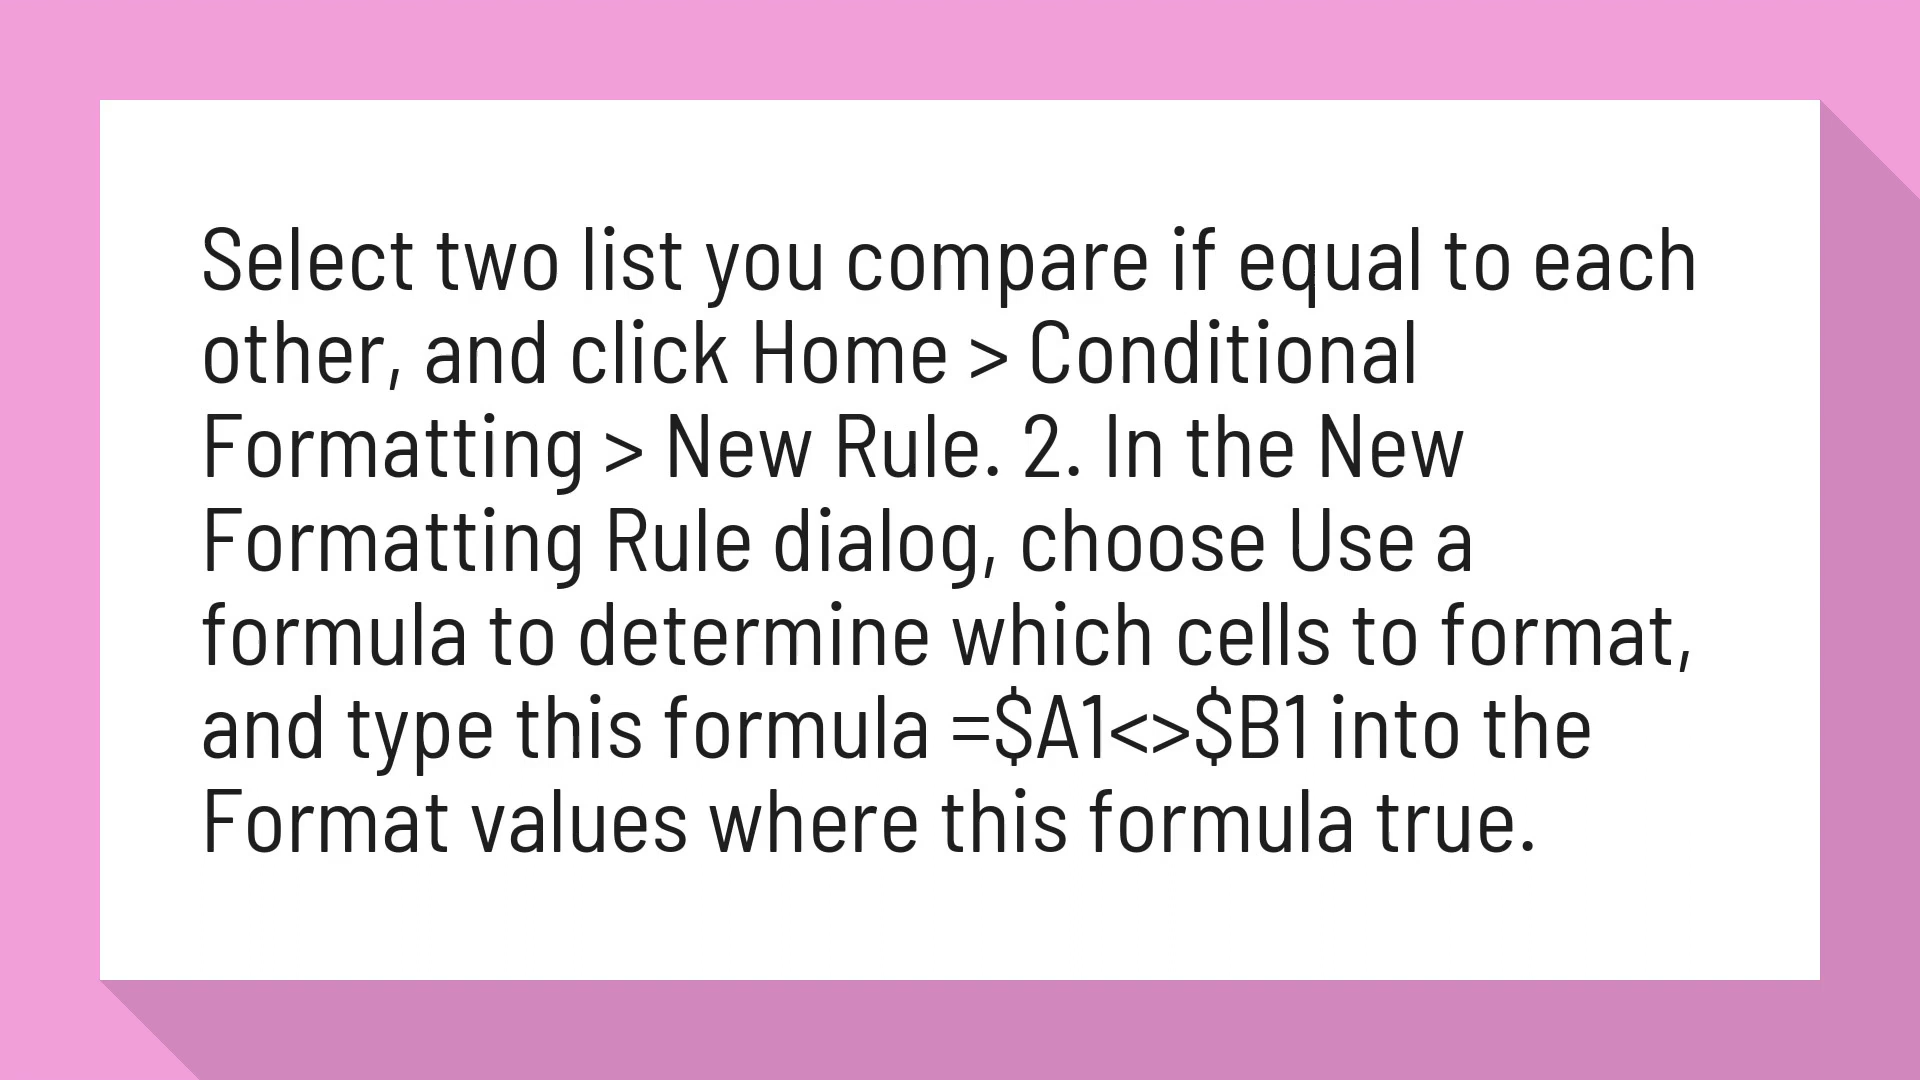 Select two list you compare if equal to each
other, and click Home > Conditional
Formatting > New Rule. 2. In the New
Formatting Rule dialog, choose Use a
formula to determine which cells to format,
and type this formula =$A1<>$B1 into the
Format values where this formula true.